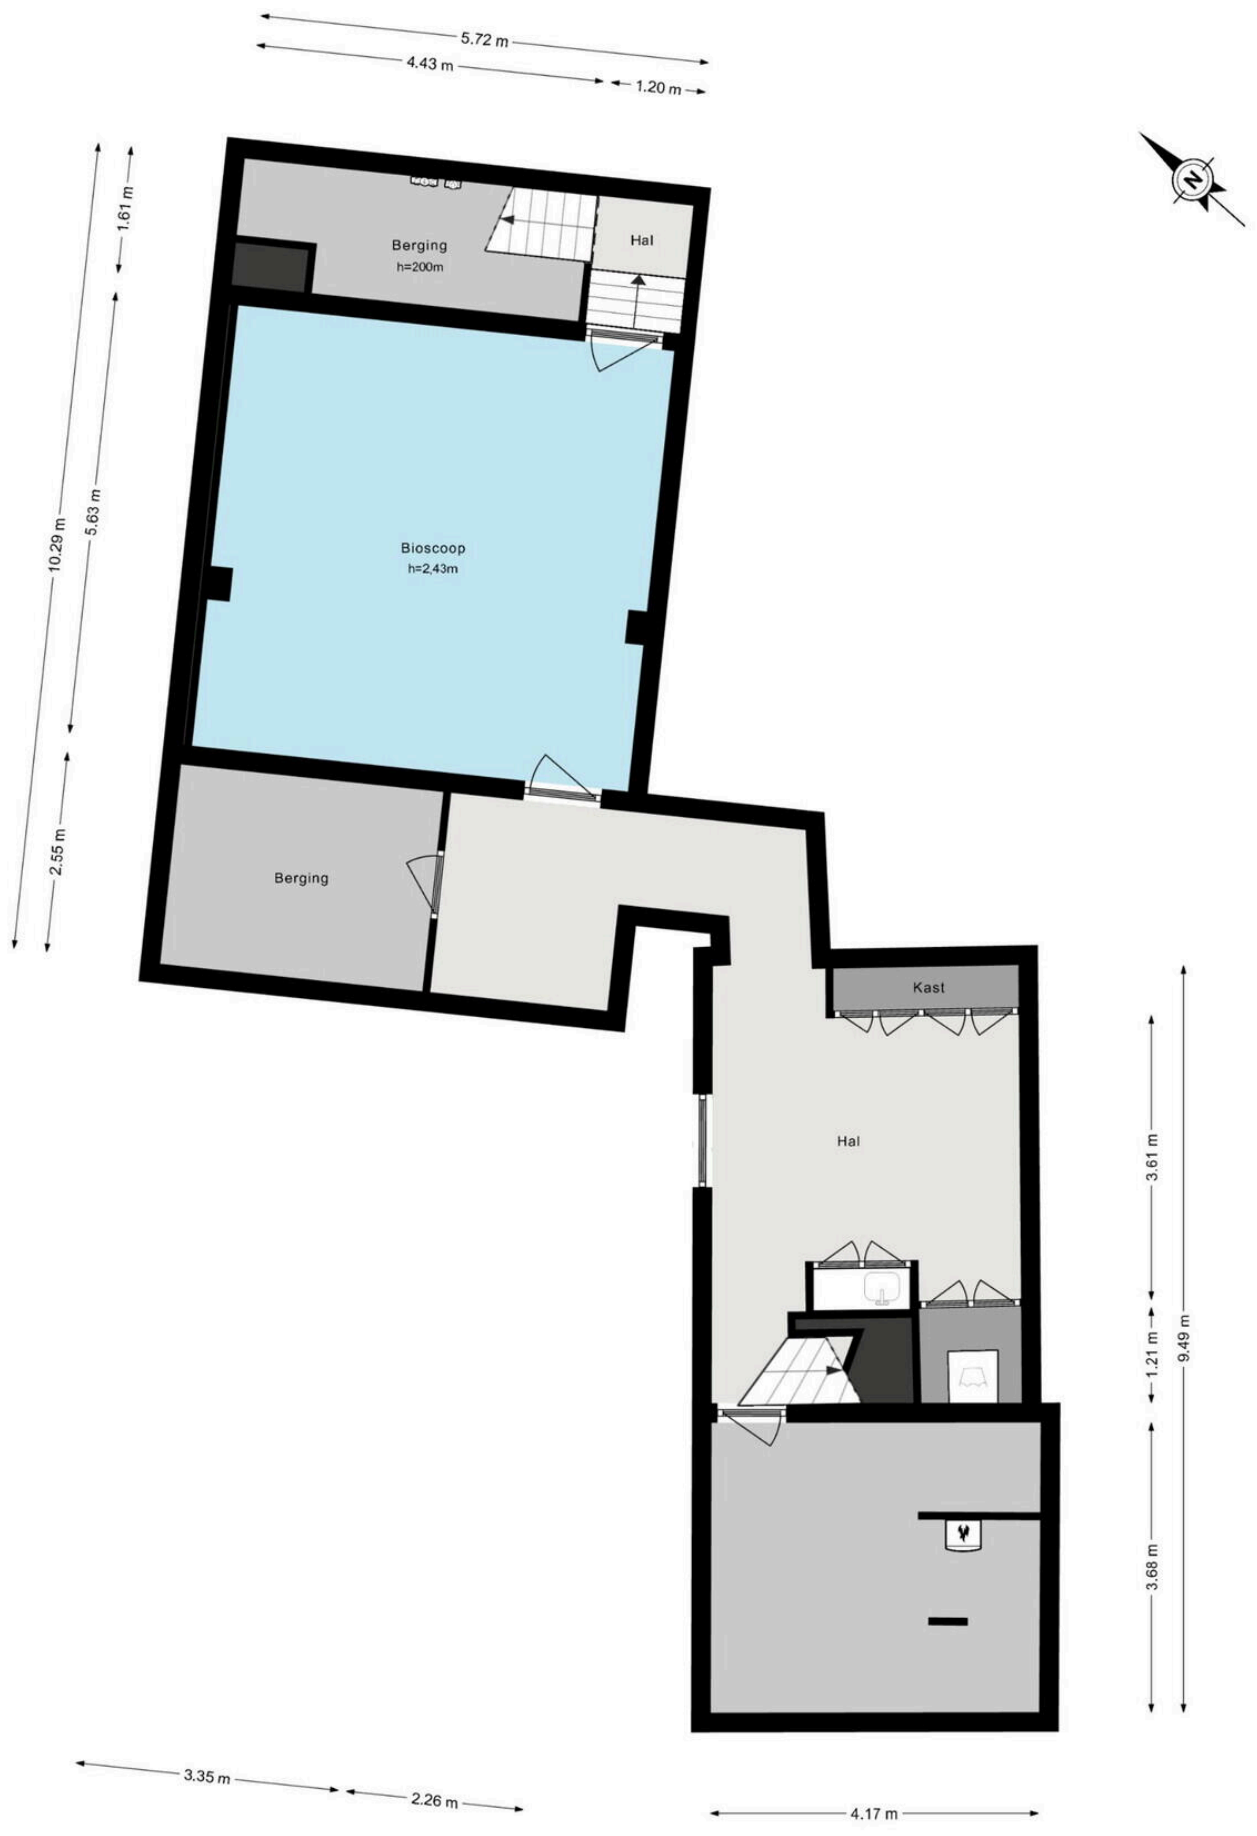 5.72 m
4.43 m
1.20 m
N
1.61 m
Berging
h=200m
Hal
5.63 m
10.29 m
Bioscoop
h=2,43m
2.55 m
Berging
Kast
Hal
3.61 m
1.21 m
9.49 m
3.68 m
3.35 m
2.26 m
4.17 m